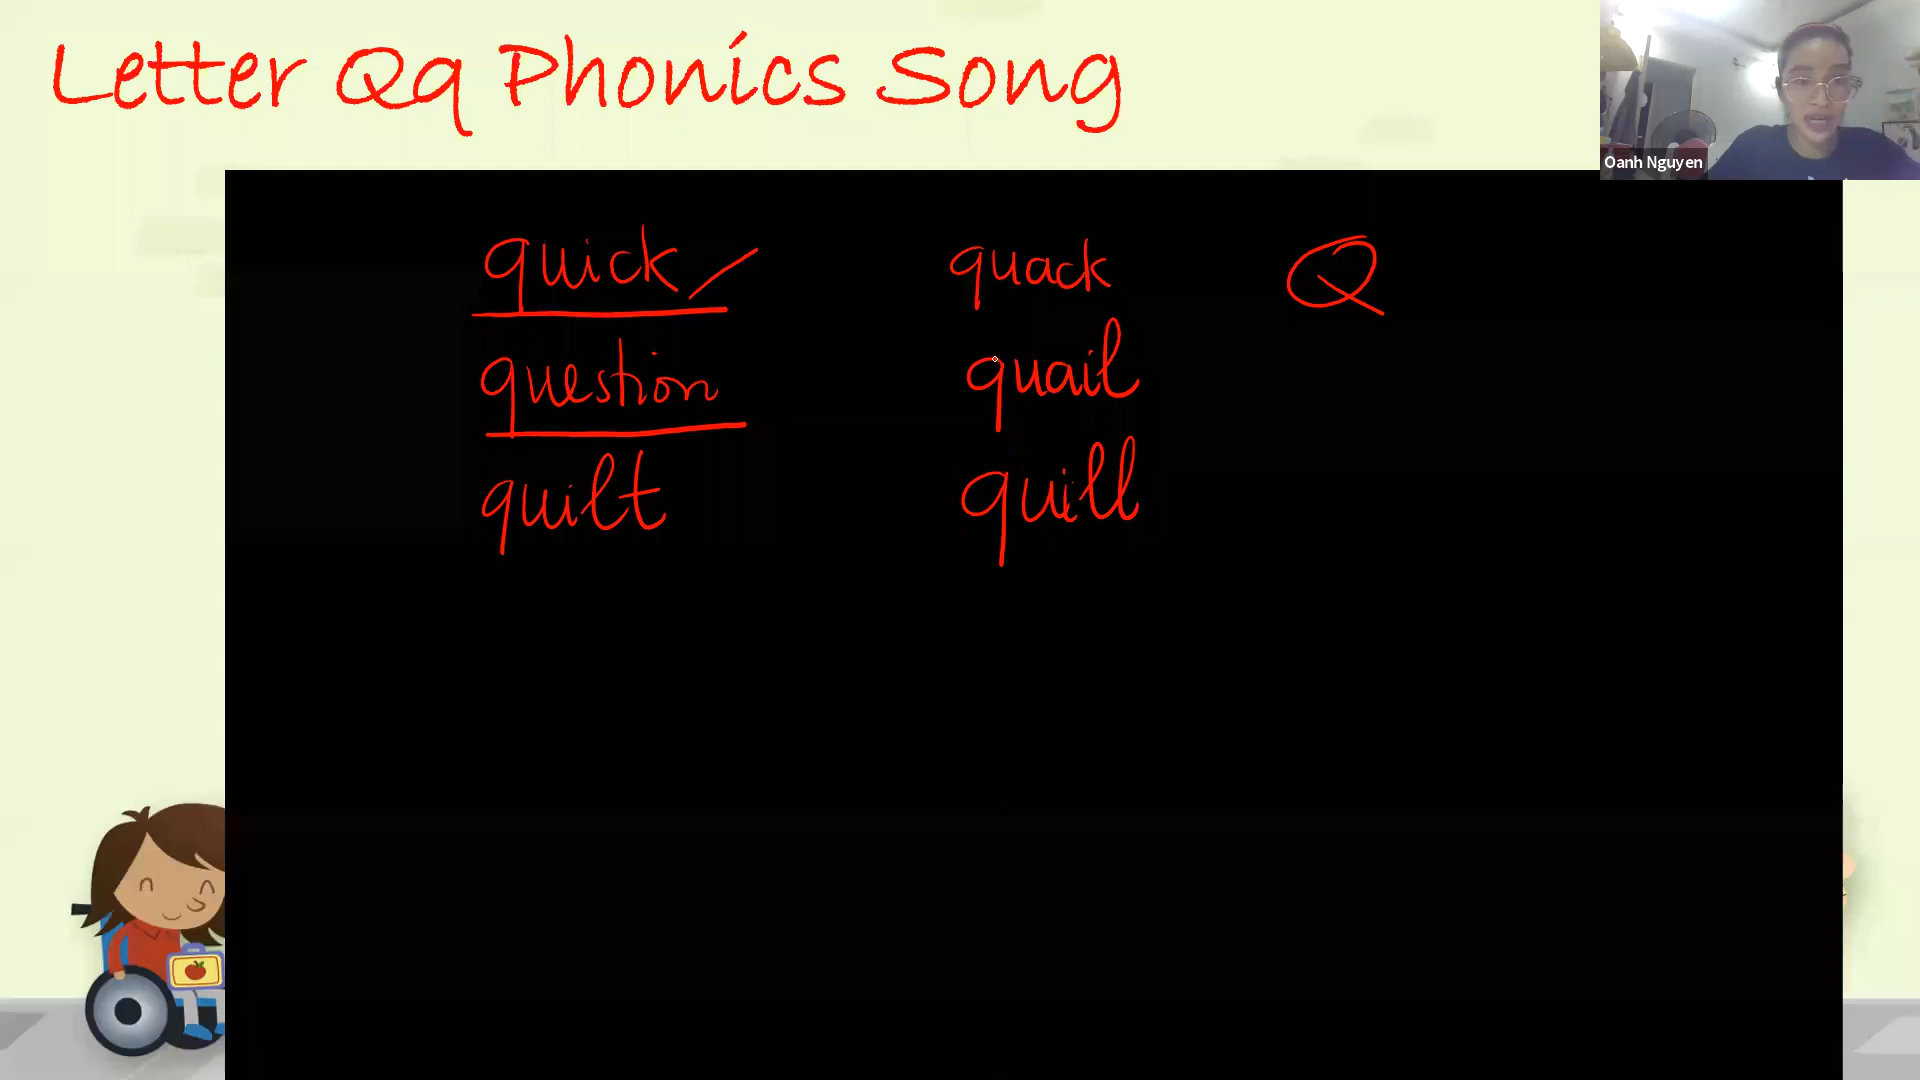 Letter Qq Phonics Song
Oanh Nguyen
quick quack Q
question quail
quilt quill